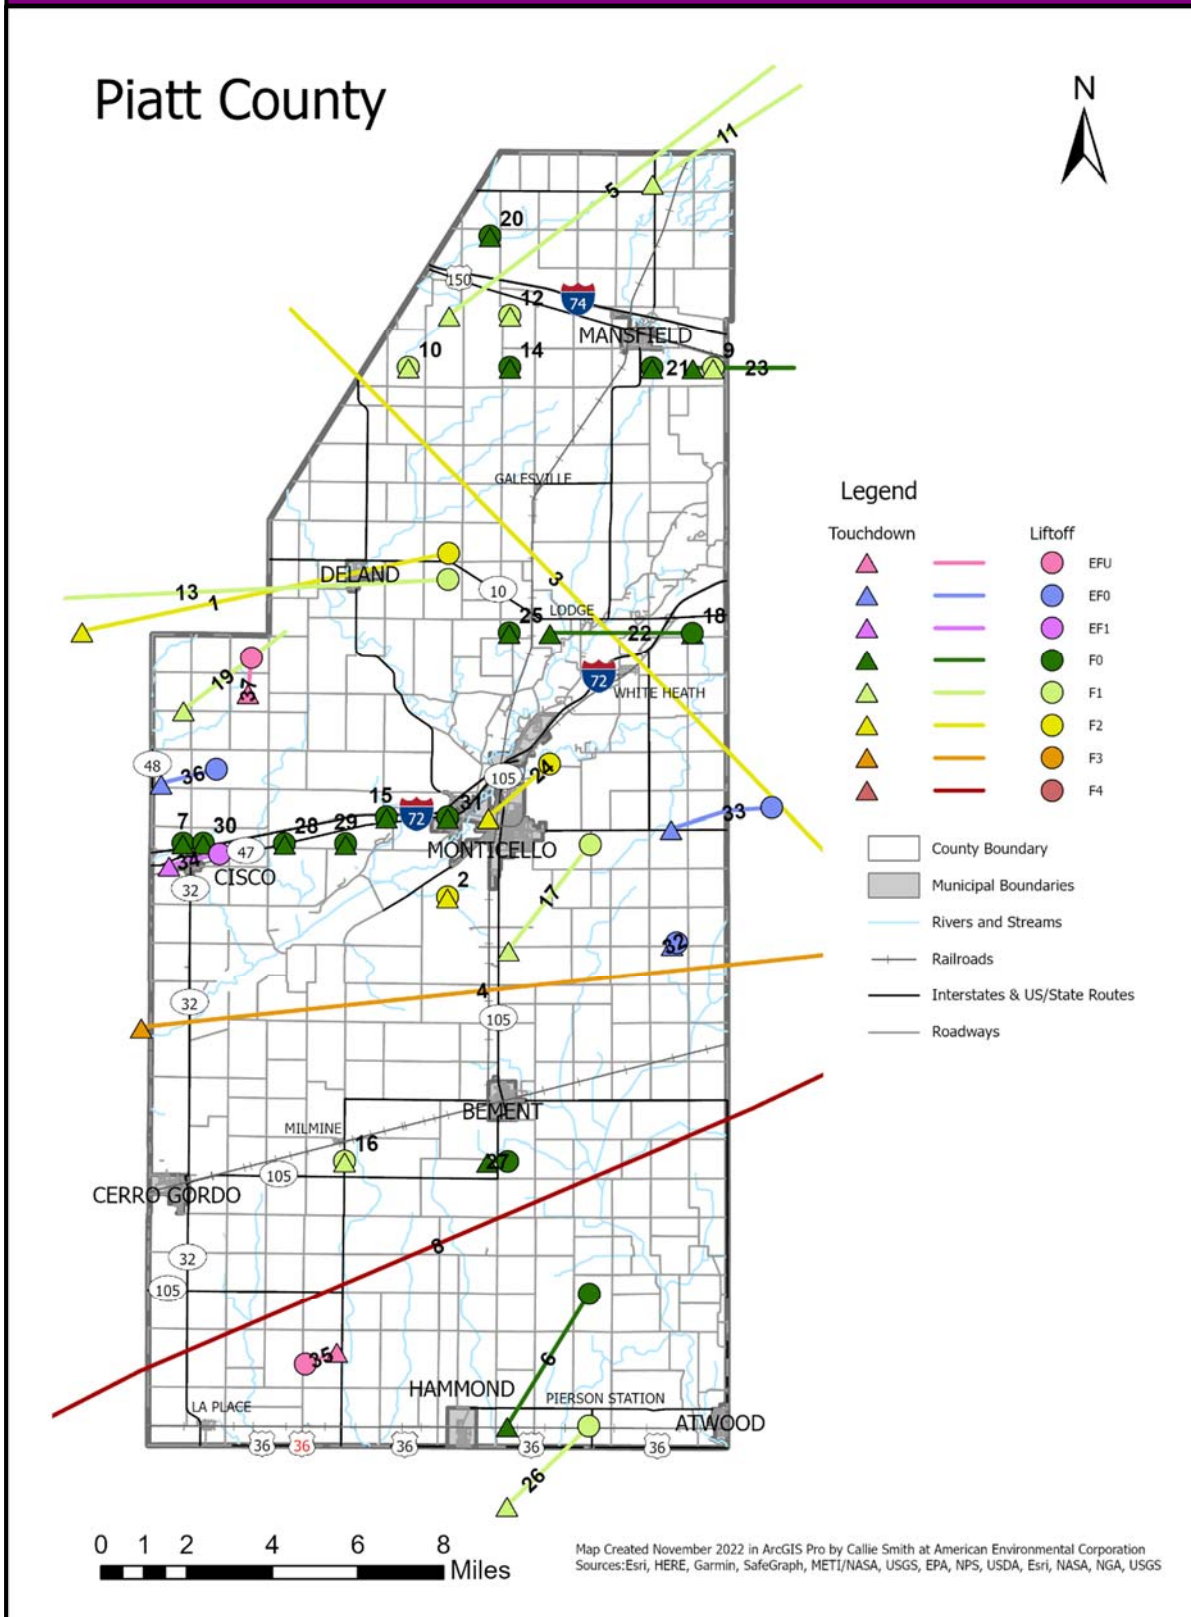 Piatt County
N
11
5
20
150
12
74
MANSFIELD
10
14
21
9
23
GALESVILLE
3
DELAND
13
1
10
25
LODGE
18
22
72
WHITE HEATH
19
37
48
36
105
24
15
72
31
33
7
30
28
29
47
MONTICELLO
34
CISCO
32
2
17
32
32
4
105
BEMENT
MILMINE
16
27
105
CERRO GORDO
8
32
105
6
35
HAMMOND
PIERSON STATION
LA PLACE
ATWOOD
36
36
36
36
36
26
Legend
Touchdown
Liftoff
EFU
EF0
EF1
F0
F1
F2
F3
F4
County Boundary
Municipal Boundaries
Rivers and Streams
Railroads
Interstates & US/State Routes
Roadways
0 1 2 4 6 8
Miles
Map Created November 2022 in ArcGIS Pro by Callie Smith at American Environmental Corporation
Sources:Esri, HERE, Garmin, SafeGraph, METI/NASA, USGS, EPA, NPS, USDA, Esri, NASA, NGA, USGS